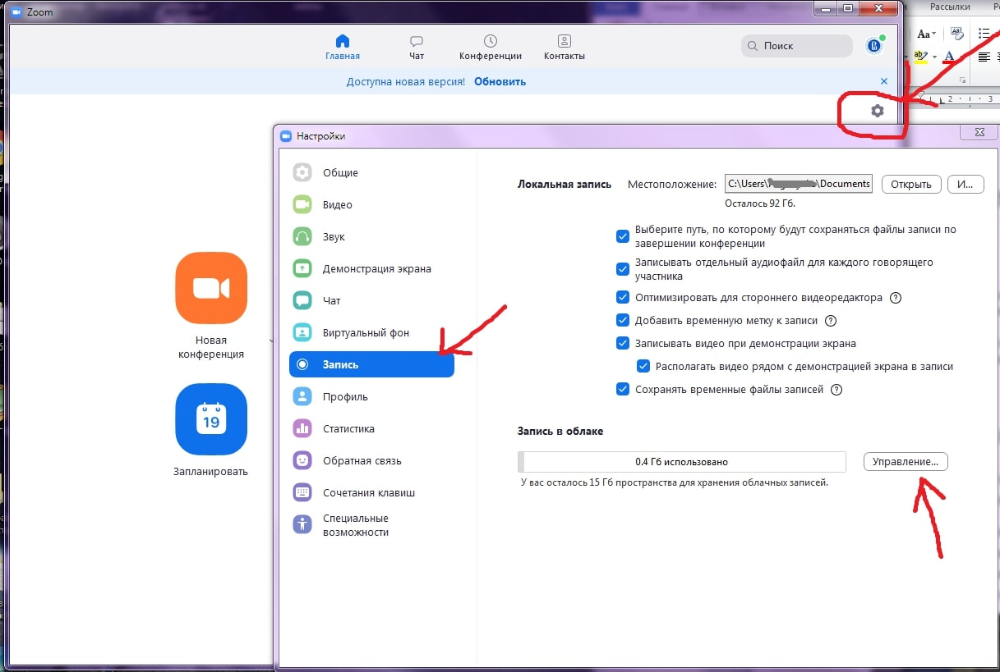 Zoom
Рассылки
Главная
Чат
Конференции
Контакты
Поиск
Aa
Доступна новая версия! Обновить
2 3
Настройки
Общие
Видео
Звук
Демонстрация экрана
Чат
Виртуальный фон
Запись
Профиль
Статистика
Обратная связь
Сочетания клавиш
Специальные
возможности
Новая
конференция
19
Запланировать
Локальная запись
Местоположение:
C:\Users\ \Documents
Открыть
И...
Осталось 92 Гб.
Выберите путь, по которому будут сохраняться файлы записи по
завершении конференции
Записывать отдельный аудиофайл для каждого говорящего
участника
Оптимизировать для стороннего видеоредактора
Добавить временную метку к записи
Записывать видео при демонстрации экрана
Располагать видео рядом с демонстрацией экрана в записи
Сохранять временные файлы записей
Запись в облаке
0.4 Гб использовано
Управление...
У вас осталось 15 Гб пространства для хранения облачных записей.